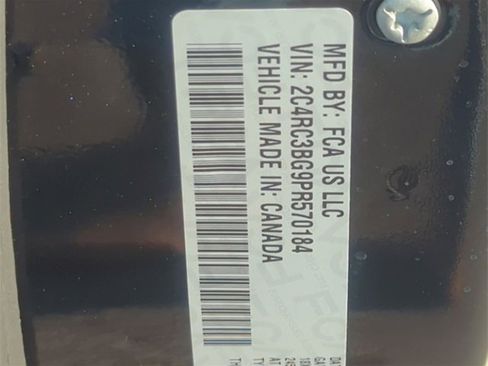 MFD BY: FCA US LLC
VIN: 2C4RC3BG9PR570184
VEHICLE MADE IN: CANADA